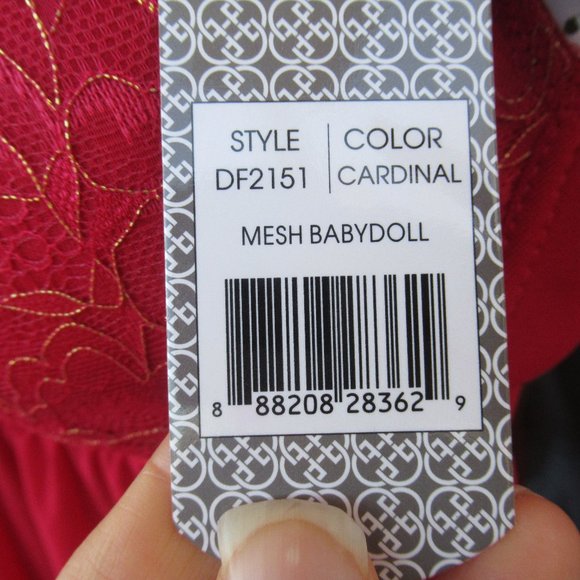 STYLE | COLOR
DF2151 | CARDINAL
MESH BABYDOLL
8 88208 28362 9